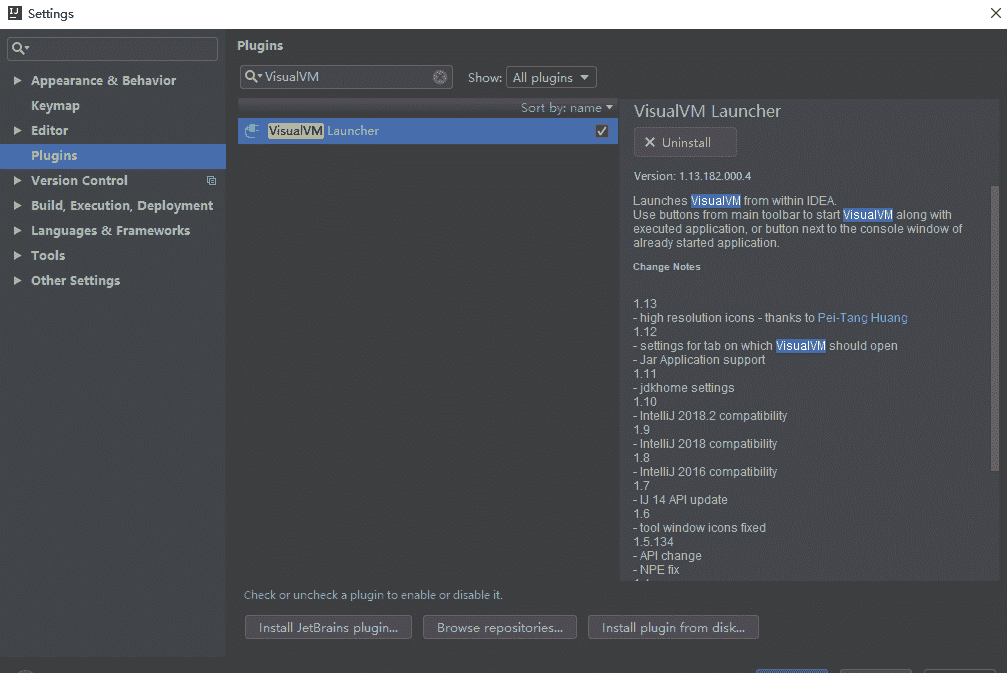 Settings
Plugins
VisualVM
Show: All plugins
Appearance & Behavior
Keymap
Editor
Plugins
Version Control
Build, Execution, Deployment
Languages & Frameworks
Tools
Other Settings
Sort by: name
VisualVM Launcher
VisualVM Launcher
Uninstall
Version: 1.13.182.000.4
Launches VisualVM from within IDEA.
Use buttons from main toolbar to start VisualVM along with
executed application, or button next to the console window of
already started application.
Change Notes
1.13
- high resolution icons - thanks to Pei-Tang Huang
1.12
- settings for tab on which VisualVM should open
- Jar Application support
1.11
- jdkhome settings
1.10
- IntelliJ 2018.2 compatibility
1.9
- IntelliJ 2018 compatibility
1.8
- IntelliJ 2016 compatibility
1.7
- IJ 14 API update
1.6
- tool window icons fixed
1.5.134
- API change
- NPE fix
Check or uncheck a plugin to enable or disable it.
Install JetBrains plugin...
Browse repositories...
Install plugin from disk...